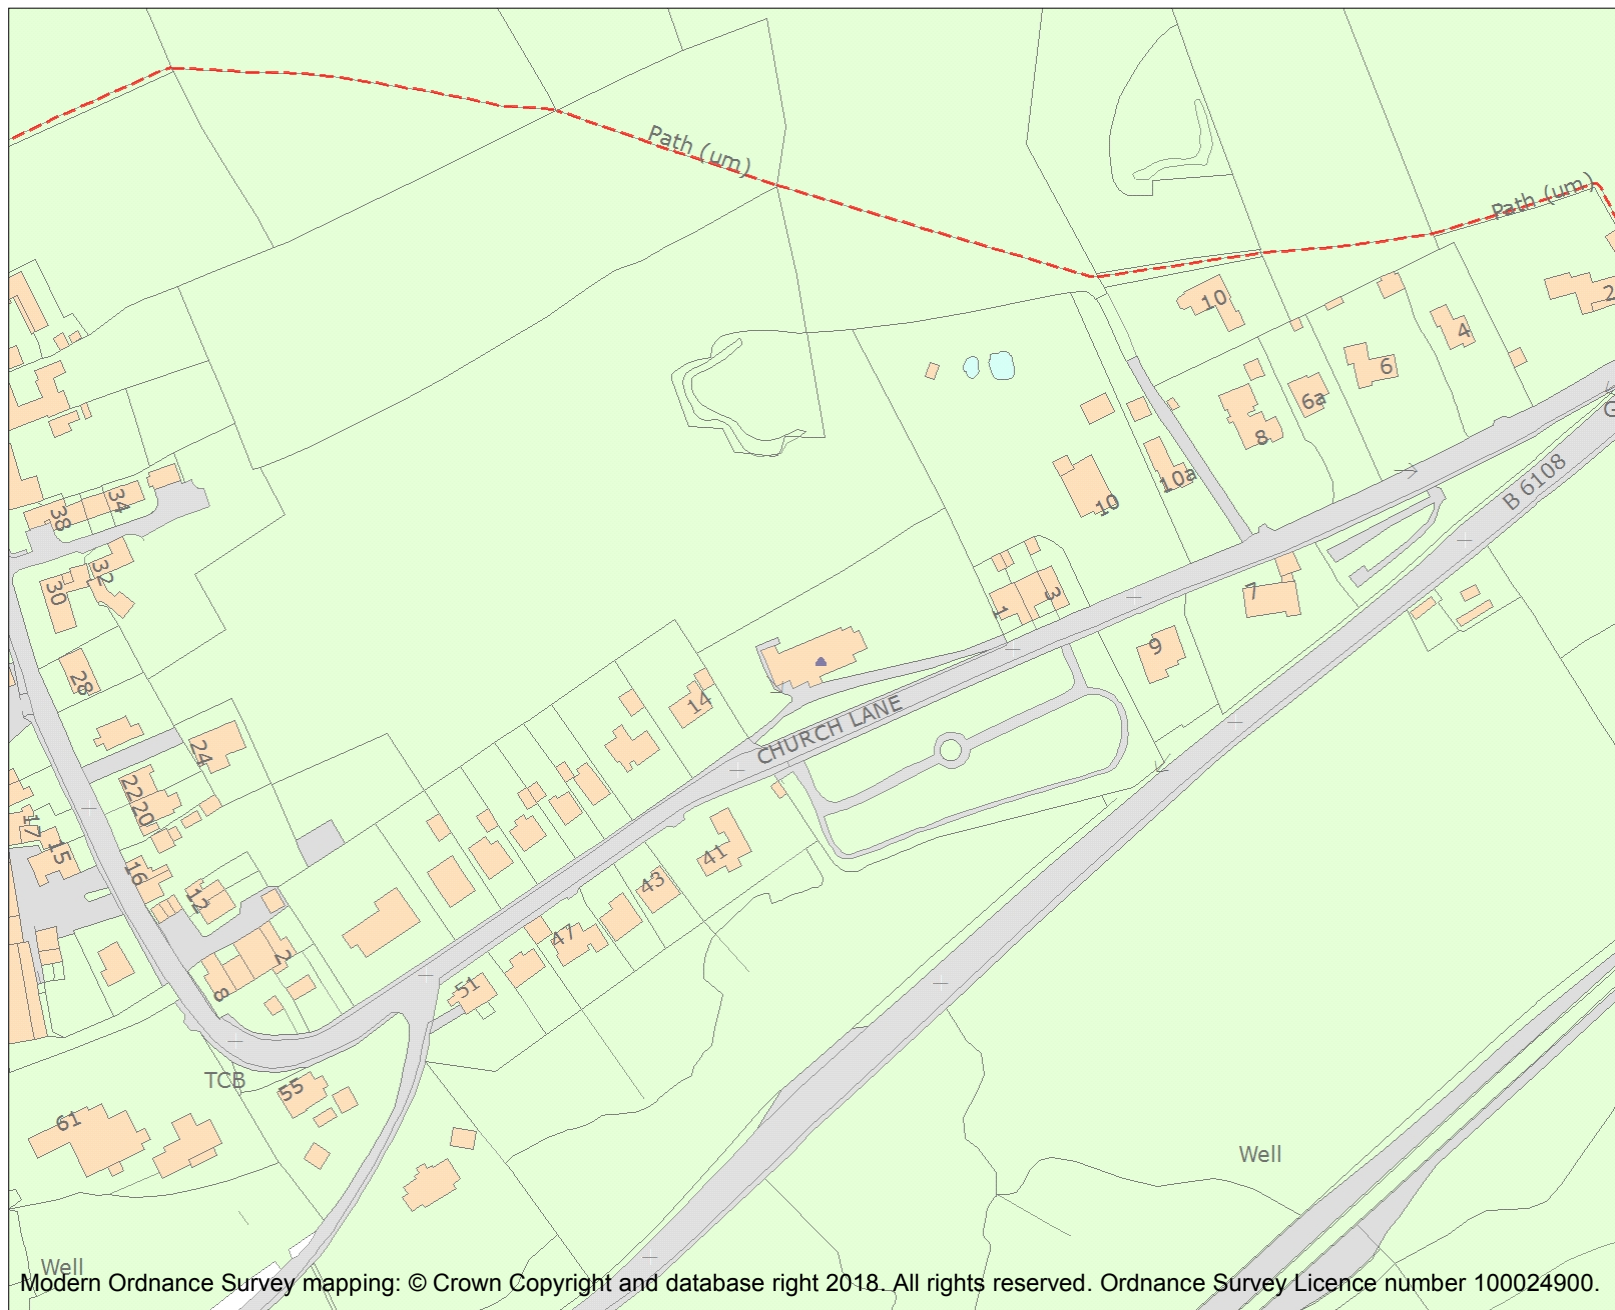 Path (um)
Path (um)
10
2
4
6
6a
8
G
34
38
10a
B 6108
10
32
30
7
1
3
9
28
14
CHURCH LANE
24
22
20
17
15
41
16
43
12
47
2
51
8
TCB
55
61
Well
Well
Modern Ordnance Survey mapping: © Crown Copyright and database right 2018. All rights reserved. Ordnance Survey Licence number 100024900.